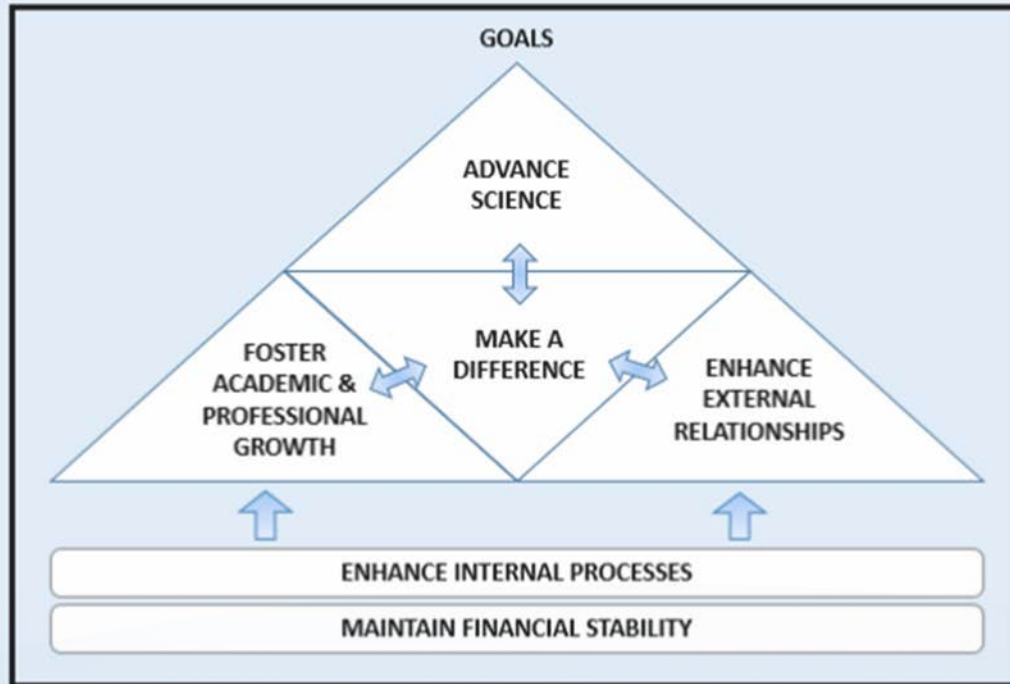 GOALS
ADVANCE
SCIENCE
MAKE A
DIFFERENCE
FOSTER
ACADEMIC &
PROFESSIONAL
GROWTH
ENHANCE
EXTERNAL
RELATIONSHIPS
ENHANCE INTERNAL PROCESSES
MAINTAIN FINANCIAL STABILITY